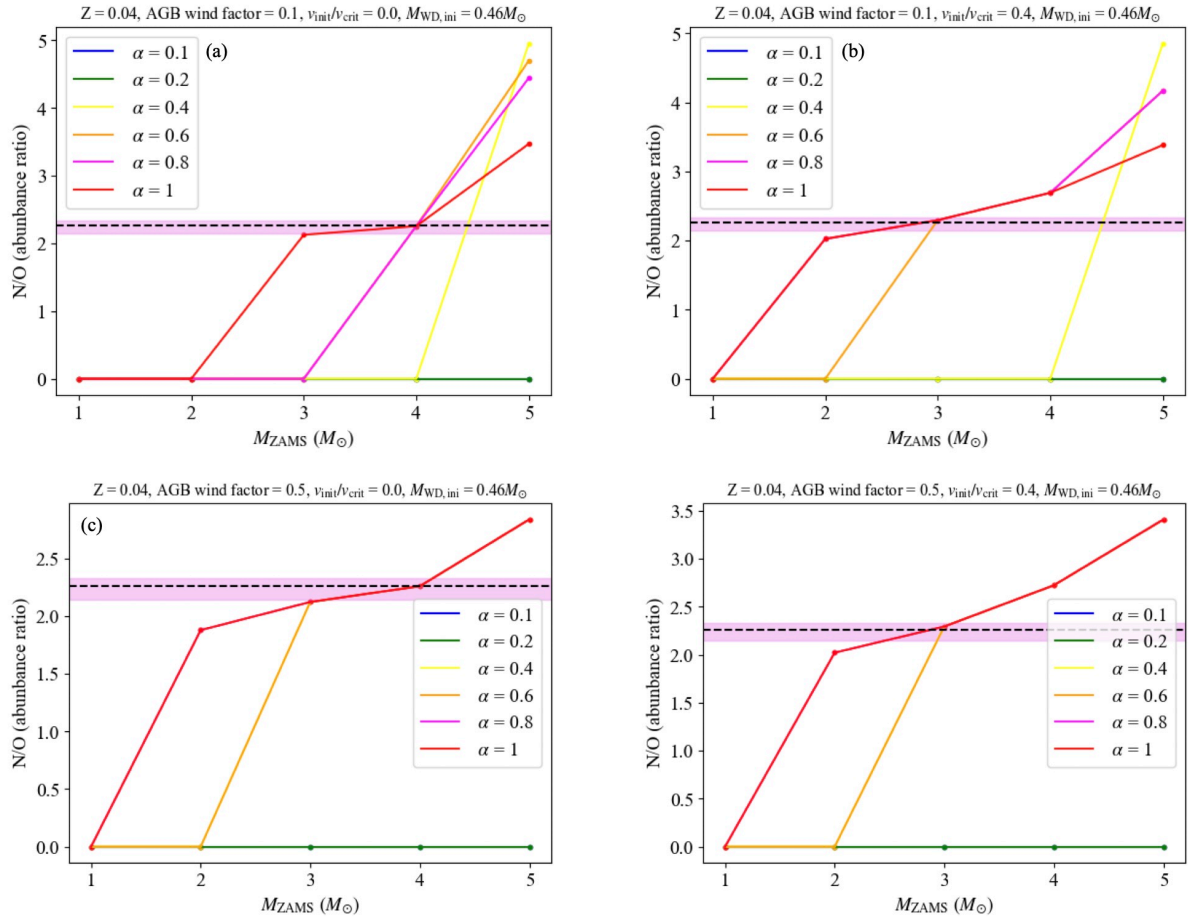 Z = 0.04, AGB wind factor = 0.1, v_init/v_crit = 0.0, M_WD, ini = 0.46M_⊙
(a)
α = 0.1
α = 0.2
α = 0.4
α = 0.6
α = 0.8
α = 1
5
4
3
2
1
0
N/O (abunbance ratio)
1 2 3 4 5
M_ZAMS (M_⊙)
Z = 0.04, AGB wind factor = 0.1, v_init/v_crit = 0.4, M_WD, ini = 0.46M_⊙
(b)
α = 0.1
α = 0.2
α = 0.4
α = 0.6
α = 0.8
α = 1
5
4
3
2
1
0
N/O (abunbance ratio)
1 2 3 4 5
M_ZAMS (M_⊙)
Z = 0.04, AGB wind factor = 0.5, v_init/v_crit = 0.0, M_WD, ini = 0.46M_⊙
(c)
2.5
2.0
1.5
1.0
0.5
0.0
N/O (abunbance ratio)
α = 0.1
α = 0.2
α = 0.4
α = 0.6
α = 0.8
α = 1
1 2 3 4 5
M_ZAMS (M_⊙)
Z = 0.04, AGB wind factor = 0.5, v_init/v_crit = 0.4, M_WD, ini = 0.46M_⊙
3.5
3.0
2.5
2.0
1.5
1.0
0.5
0.0
N/O (abunbance ratio)
α = 0.1
α = 0.2
α = 0.4
α = 0.6
α = 0.8
α = 1
1 2 3 4 5
M_ZAMS (M_⊙)